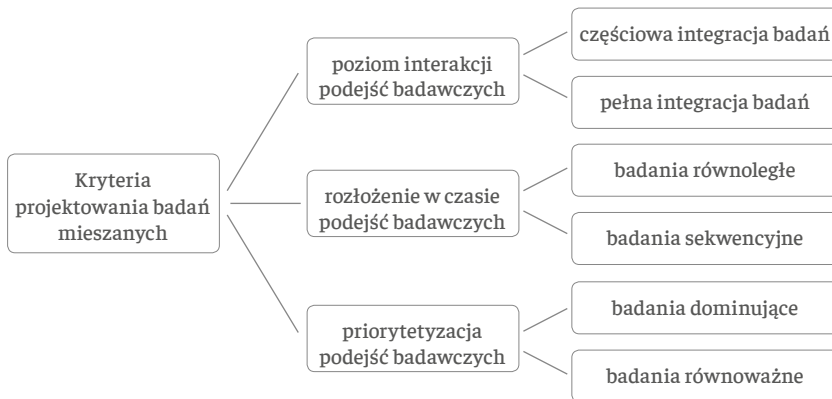 Kryteria
projektowania badań
mieszanych
poziom interakcji
podejść badawczych
częściowa integracja badań
pełna integracja badań
rozłożenie w czasie
podejść badawczych
badania równoległe
badania sekwencyjne
priorytetyzacja
podejść badawczych
badania dominujące
badania równoważne